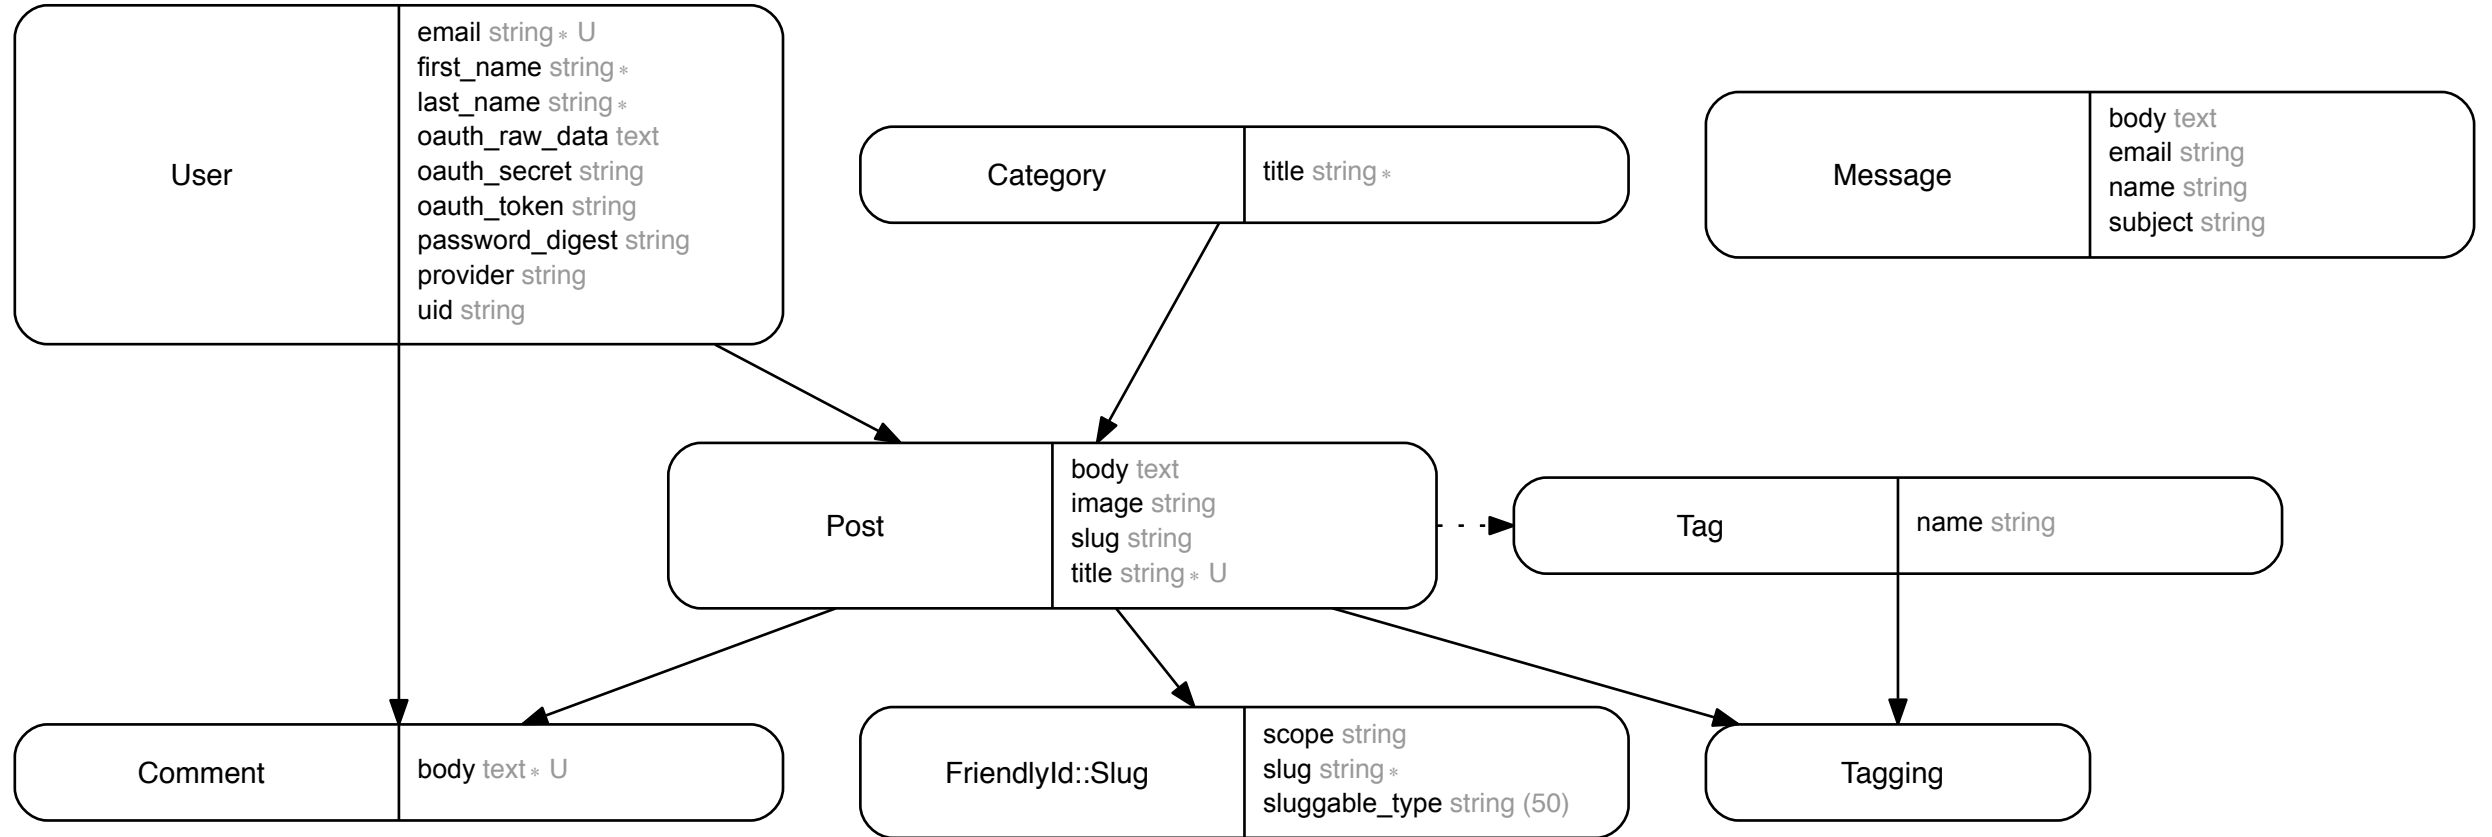 User
email string∗ U
first_name string∗
last_name string∗
oauth_raw_data text
oauth_secret string
oauth_token string
password_digest string
provider string
uid string
Category
title string∗
Message
body text
email string
name string
subject string
Post
body text
image string
slug string
title string∗ U
Tag
name string
Comment
body text∗ U
FriendlyId::Slug
scope string
slug string∗
sluggable_type string (50)
Tagging